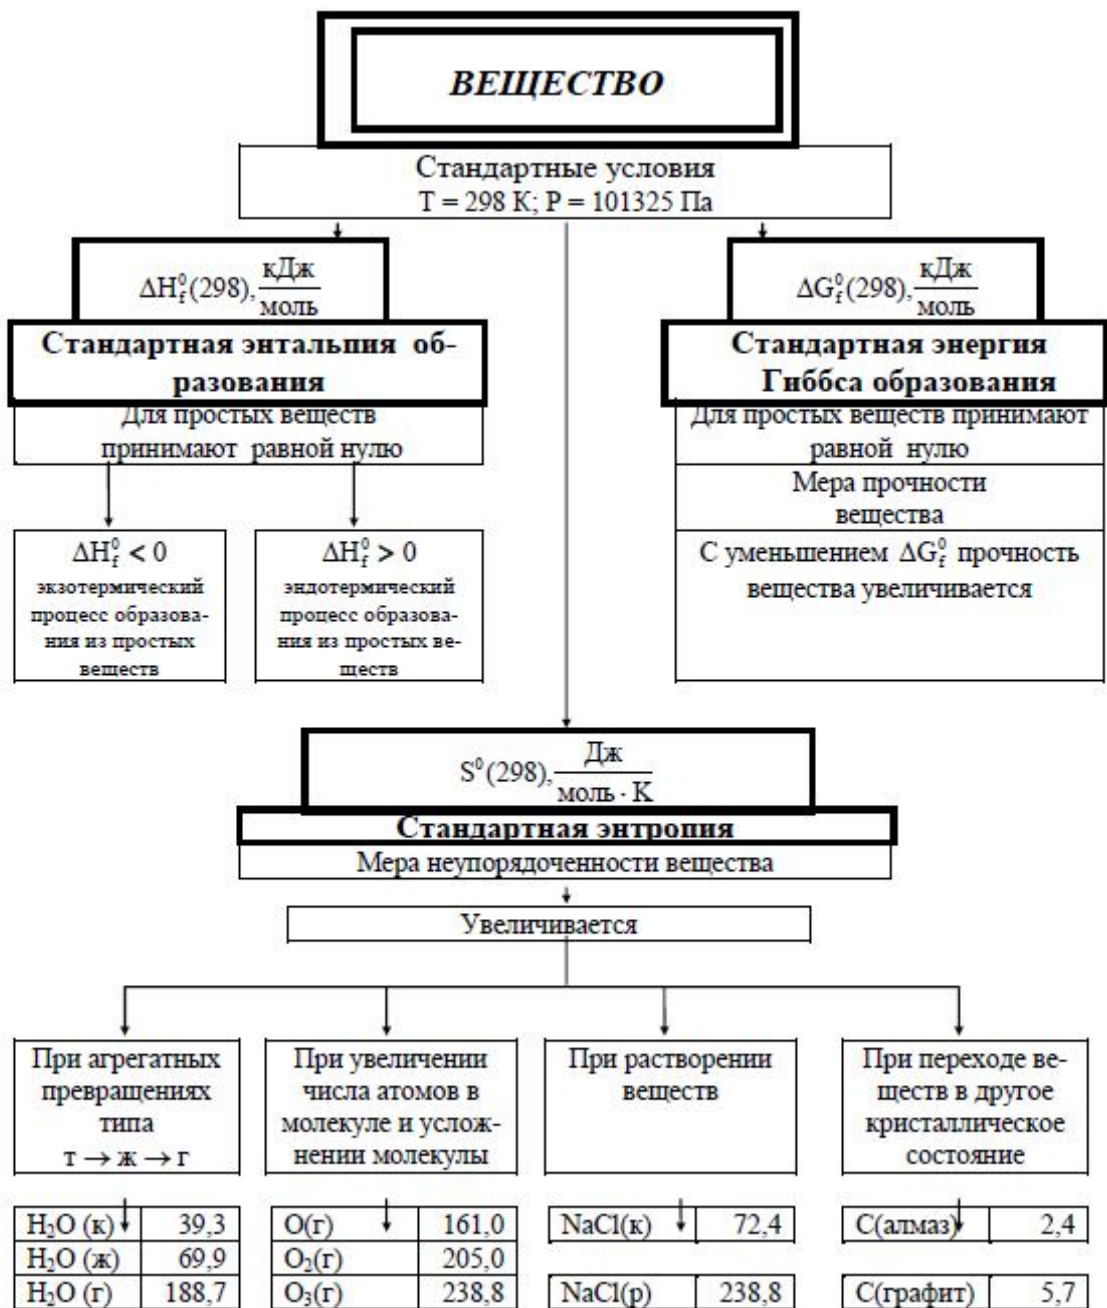 ВЕЩЕСТВО
Стандартные условия
T = 298 K; P = 101325 Па
ΔH⁰f(298), кДж/моль
Стандартная энтальпия об-
разования
Для простых веществ
принимают равной нулю
ΔH⁰f < 0
экзотермический
процесс образова-
ния из простых
веществ
ΔH⁰f > 0
эндотермический
процесс образова-
ния из простых ве-
ществ
ΔG⁰f(298), кДж/моль
Стандартная энергия
Гиббса образования
Для простых веществ принимают
равной нулю
Мера прочности
вещества
С уменьшением ΔG⁰f прочность
вещества увеличивается
S⁰(298), Дж/моль · K
Стандартная энтропия
Мера неупорядоченности вещества
Увеличивается
При агрегатных
превращениях
типа
т → ж → г
H₂O (к) 39,3
H₂O (ж) 69,9
H₂O (г) 188,7
При увеличении
числа атомов в
молекуле и услож-
нении молекулы
O(г) 161,0
O₂(г) 205,0
O₃(г) 238,8
При растворении
веществ
NaCl(к) 72,4
NaCl(р) 238,8
При переходе ве-
ществ в другое
кристаллическое
состояние
C(алмаз) 2,4
C(графит) 5,7